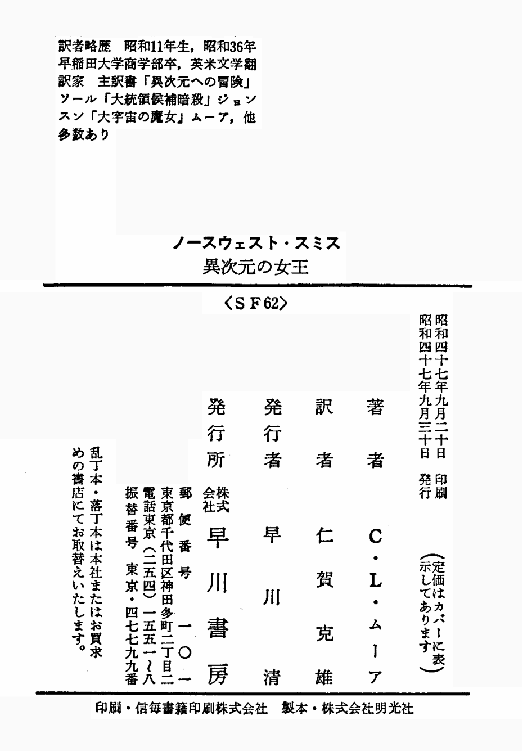 訳者略歴　昭和11年生，昭和36年
早稲田大学商学部卒，英米文学翻
訳家　主訳書「異次元への冒険」
ソール「大統領候補暗殺」ジョン
スン「大宇宙の魔女」ムーア，他
多数あり
ノースウェスト・スミス
異次元の女王
〈ＳＦ62〉
昭和四十七年九月二十日　印刷
昭和四十七年九月三十日　発行
（定価はカバーに表
示してあります）
著者　Ｃ・Ｌ・ムーア
訳者　仁賀克雄
発行者　早川清
発行所　株式会社　早川書房
郵便番号　一〇一
東京都千代田区神田多町二丁目二
電話東京（二五四）一五五一～八
振替番号　東京・四七七九九番
乱丁本・落丁本は本社またはお買求
めの書店にてお取替えいたします。
印刷・信毎書籍印刷株式会社　製本・株式会社明光社